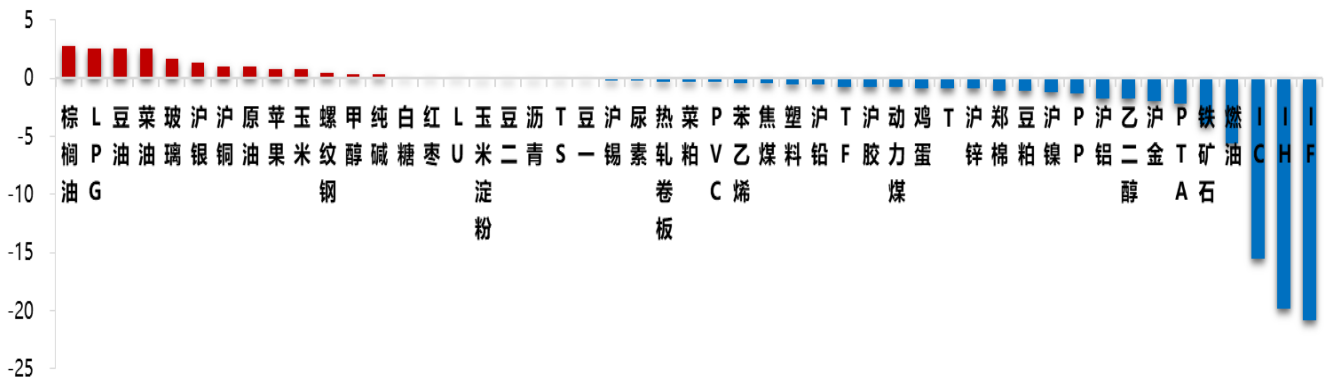 5
0
-5
-10
-15
-20
-25
棕榈油
LPG
豆油
菜油
玻璃
沪银
沪铜
原油
苹果
玉米
螺纹钢
甲醇
纯碱
白糖
红枣
LU
玉米淀粉
豆二
沥青
TS
豆一
沪锡
尿素
热轧卷板
菜粕
PVC
苯乙烯
焦煤
塑料
沪铅
TF
沪胶
动力煤
鸡蛋
T
沪锌
郑棉
豆粕
沪镍
PP
沪铝
乙二醇
沪金
PTA
铁矿石
燃油
IC
IH
IF